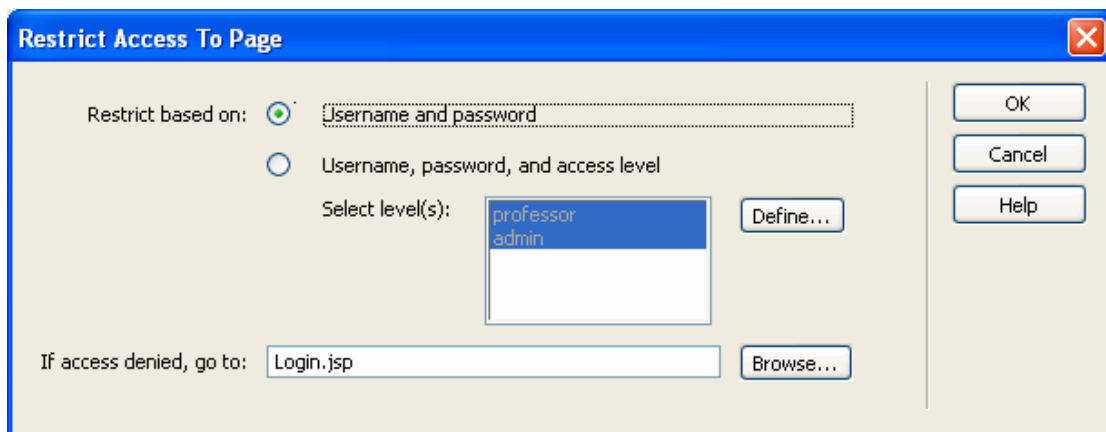 Restrict Access To Page
Restrict based on:
Username and password
Username, password, and access level
Select level(s):
professor
admin
Define...
If access denied, go to:
Login.jsp
Browse...
OK
Cancel
Help